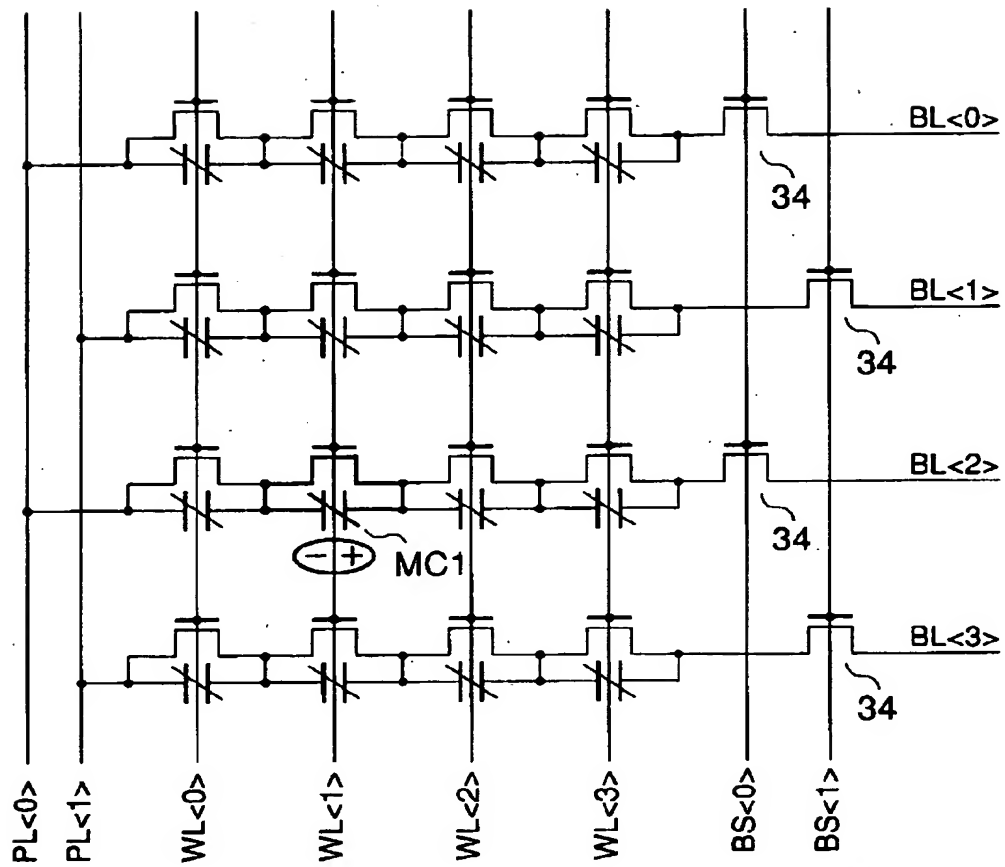 BL<0>
34
BL<1>
34
BL<2>
34
− +
MC1
BL<3>
34
PL<0>
PL<1>
WL<0>
WL<1>
WL<2>
WL<3>
BS<0>
BS<1>